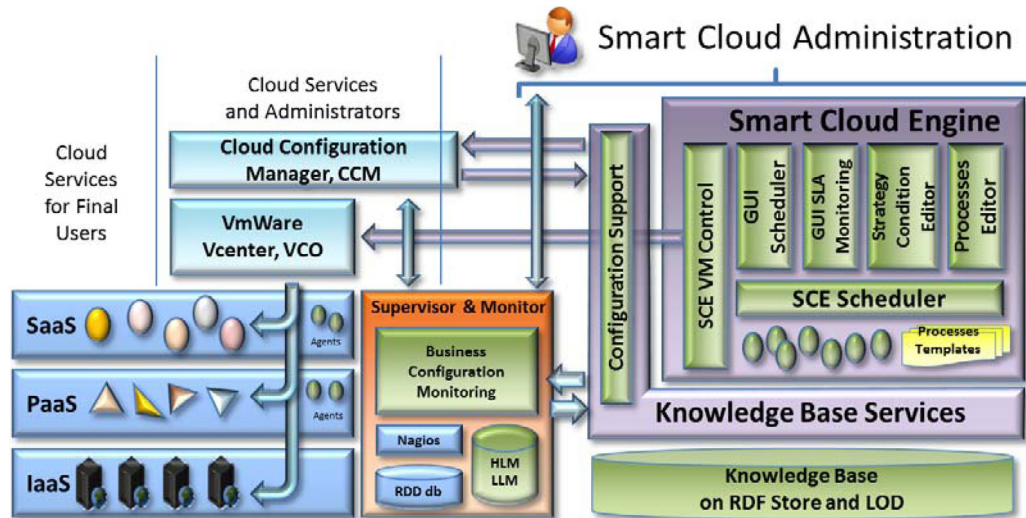 Smart Cloud Administration
Cloud Services
and Administrators
Cloud
Services
for Final
Users
Cloud Configuration
Manager, CCM
VmWare
Vcenter, VCO
Smart Cloud Engine
Configuration Support
SCE VM Control
GUI
Scheduler
GUI SLA
Monitoring
Strategy
Condition
Editor
Processes
Editor
SCE Scheduler
Processes
Templates
SaaS
Agents
PaaS
Agents
IaaS
Supervisor & Monitor
Business
Configuration
Monitoring
Nagios
RDD db
HLM
LLM
Knowledge Base Services
Knowledge Base
on RDF Store and LOD